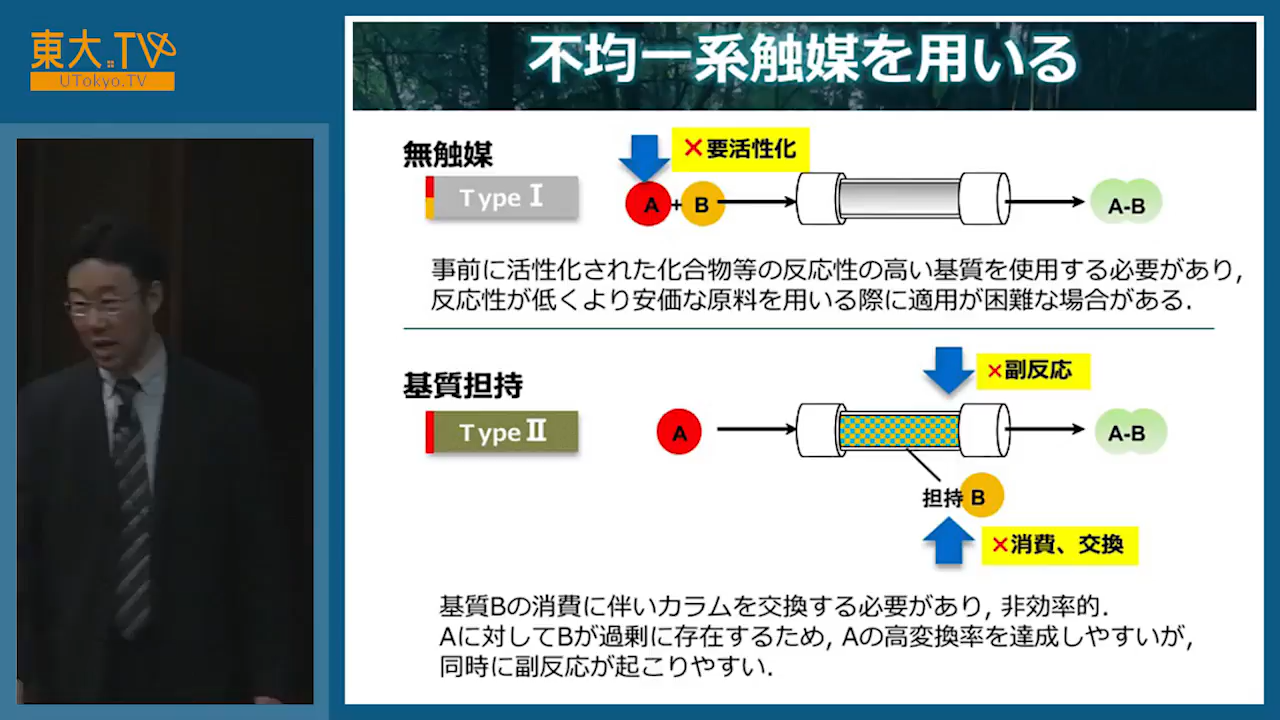 東大.TV
UTokyo.TV
不均一系触媒を用いる
無触媒
Type Ⅰ
×要活性化
A + B
A-B
事前に活性化された化合物等の反応性の高い基質を使用する必要があり,
反応性が低くより安価な原料を用いる際に適用が困難な場合がある.
基質担持
Type Ⅱ
×副反応
A
A-B
担持 B
×消費、交換
基質Bの消費に伴いカラムを交換する必要があり, 非効率的.
Aに対してBが過剰に存在するため, Aの高変換率を達成しやすいが,
同時に副反応が起こりやすい.